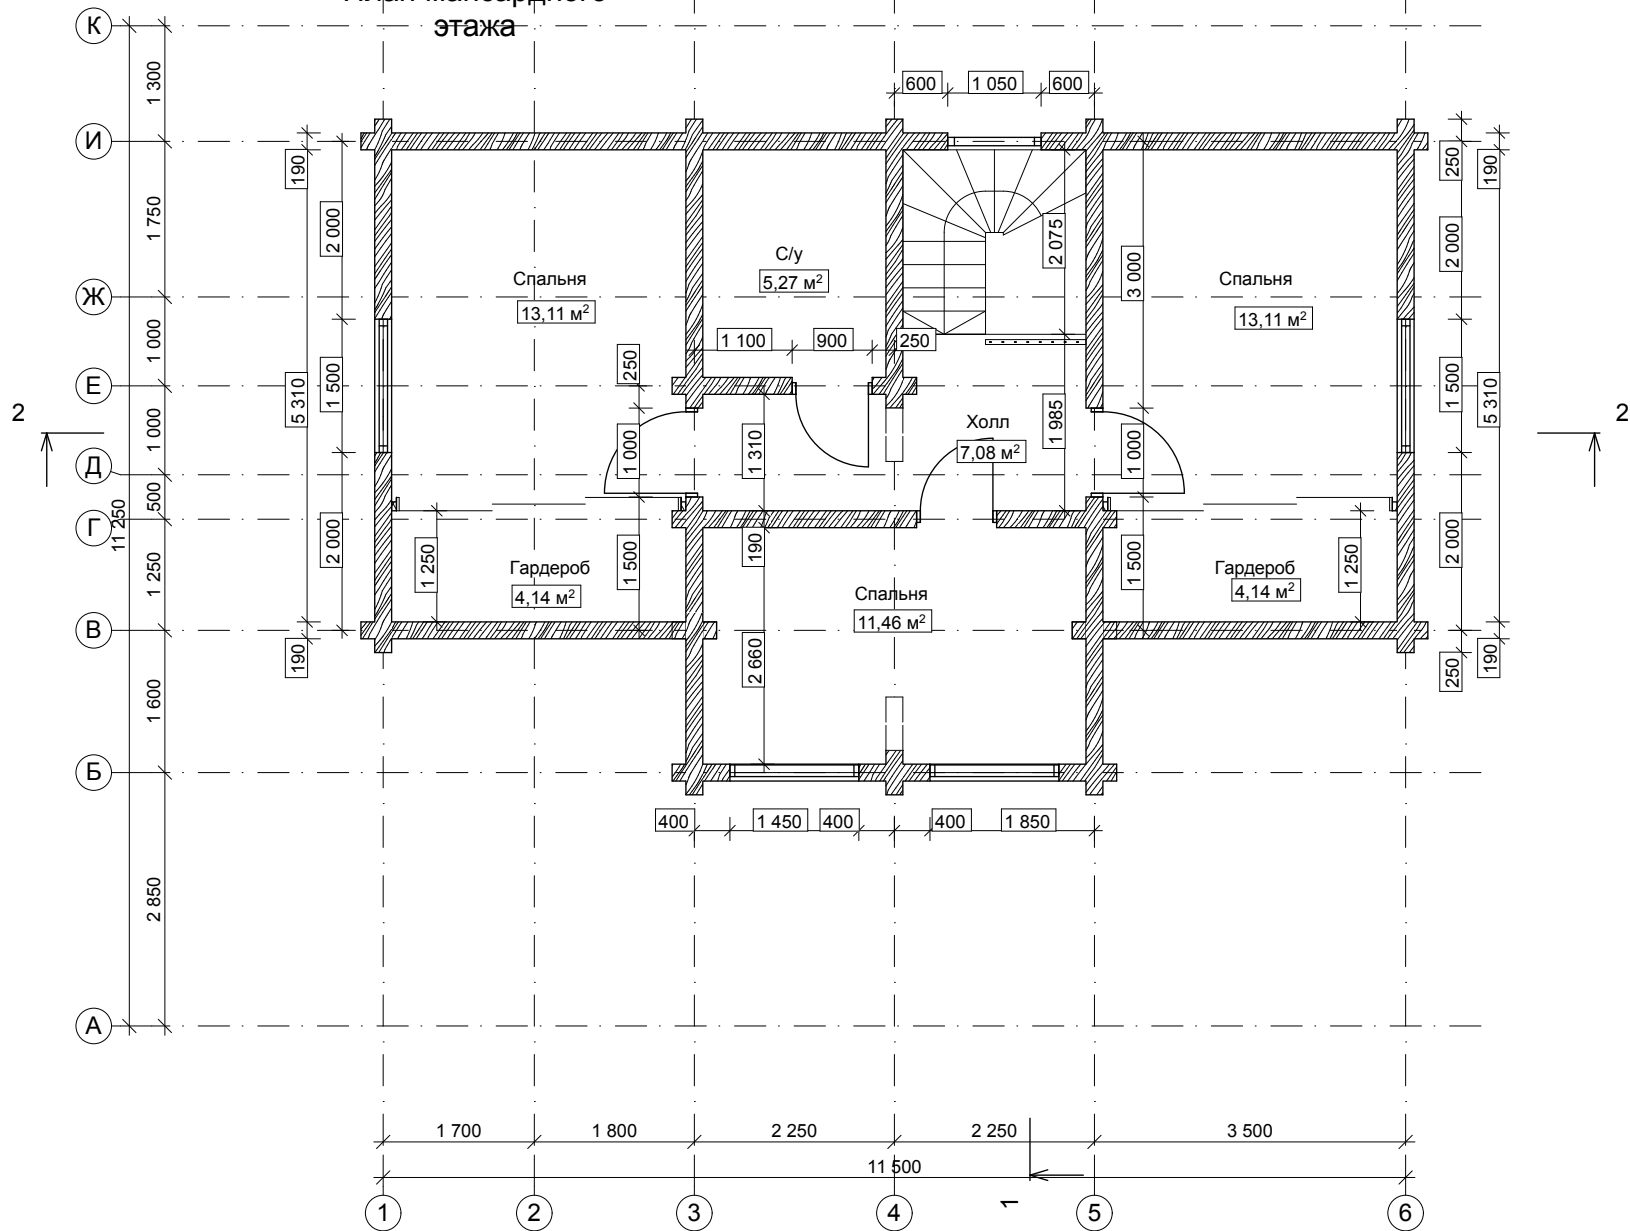 План мансардного
этажа
К
И
Ж
Е
Д
Г
В
Б
А
1 300
1 750
1 000
1 000
500
1 250
1 600
2 850
11 250
600
1 050
600
190
5 310
190
2 000
1 500
2 000
250
2 000
1 500
2 000
250
190
5 310
190
2 075
1 985
3 000
1 000
1 500
1 250
С/у
5,27 м²
Спальня
13,11 м²
Спальня
13,11 м²
1 100
900
250
250
1 000
1 500
1 310
190
2 660
1 250
Холл
7,08 м²
Гардероб
4,14 м²
Гардероб
4,14 м²
Спальня
11,46 м²
2
2
400
1 450
400
400
1 850
1 700
1 800
2 250
2 250
3 500
11 500
1
1
2
3
4
5
6